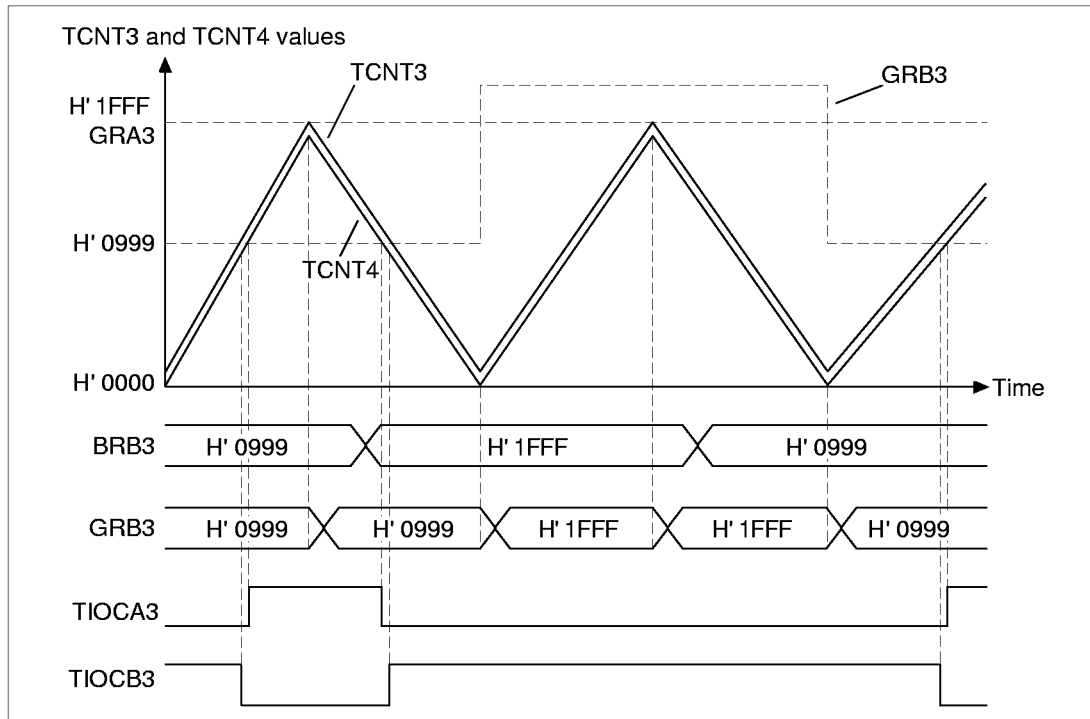 TCNT3 and TCNT4 values
TCNT3
GRB3
H' 1FFF
GRA3
H' 0999
TCNT4
H' 0000
Time
BRB3 H' 0999 H' 1FFF H' 0999
GRB3 H' 0999 H' 0999 H' 1FFF H' 1FFF H' 0999
TIOCA3
TIOCB3